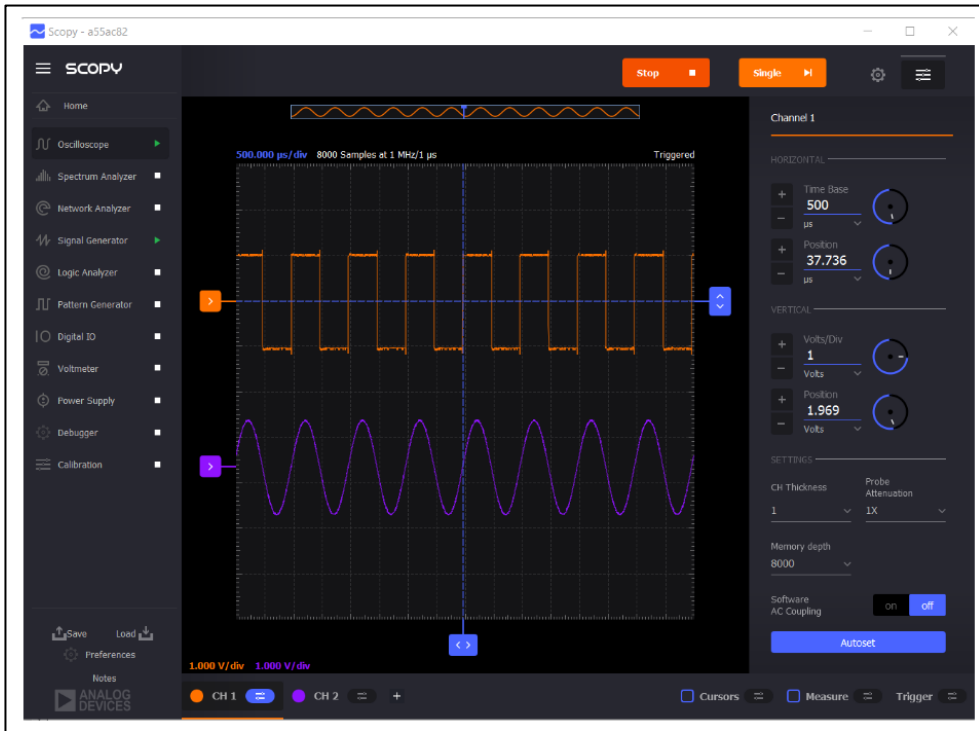 Scopy - a55ac82
SCOPY
Stop
Single
Home
Oscilloscope
Spectrum Analyzer
Network Analyzer
Signal Generator
Logic Analyzer
Pattern Generator
Digital IO
Voltmeter
Power Supply
Debugger
Calibration
Save Load
Preferences
Notes
ANALOG
DEVICES
500.000 µs/div 8000 Samples at 1 MHz/1 µs Triggered
1.000 V/div 1.000 V/div
CH 1 CH 2 +
Cursors Measure Trigger
Channel 1
HORIZONTAL
+ Time Base
500
− µs
+ Position
37.736
− µs
VERTICAL
+ Volts/Div
1
− Volts
+ Position
1.969
− Volts
SETTINGS
CH Thickness
1
Probe
Attenuation
1X
Memory depth
8000
Software
AC Coupling
on off
Autoset